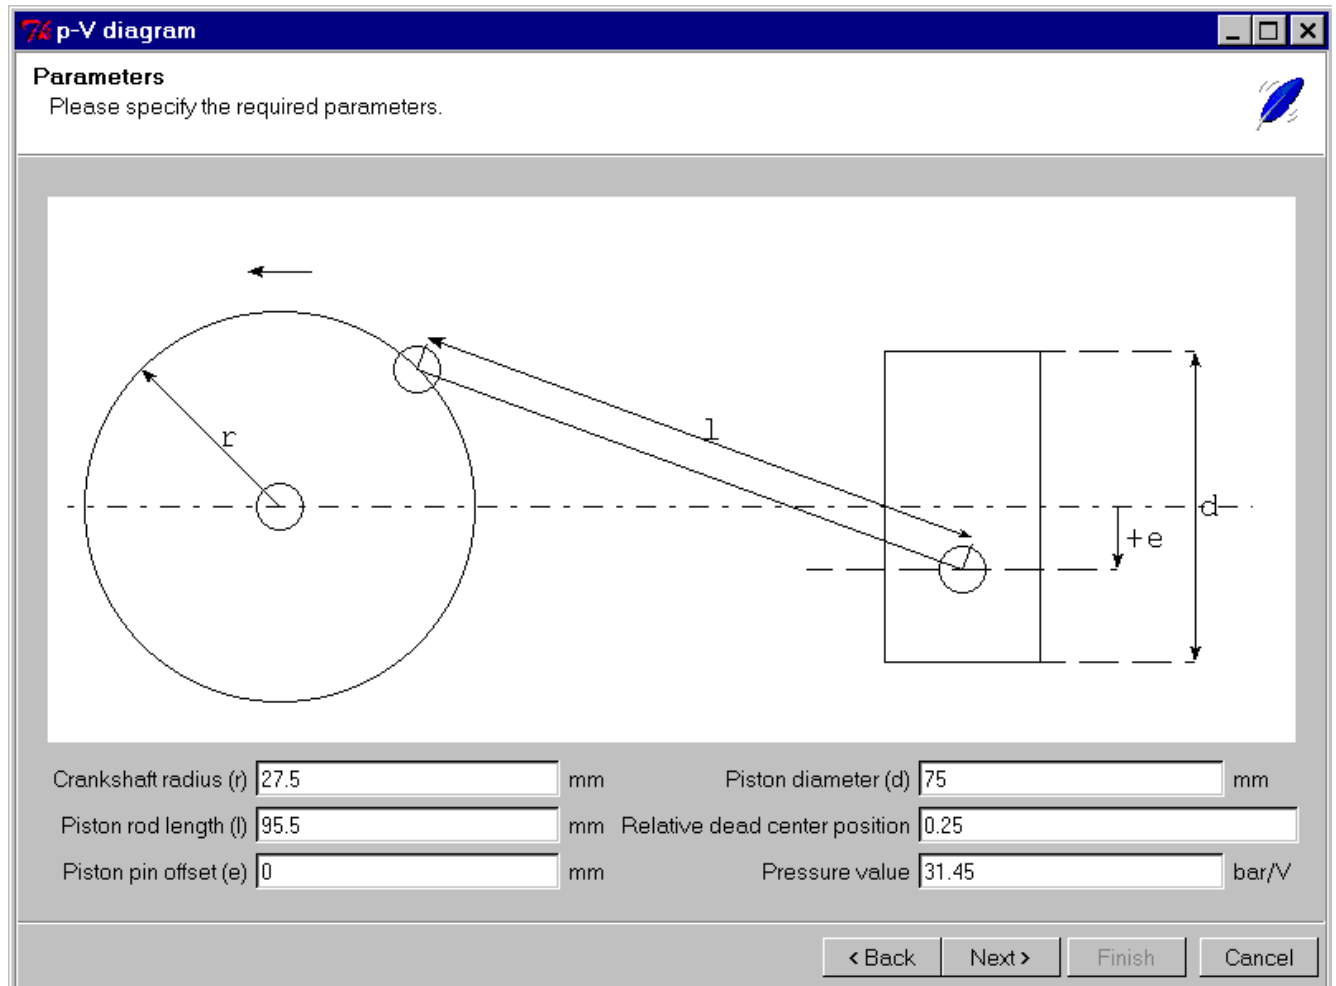 7k p-V diagram
Parameters
Please specify the required parameters.
r
l
d
+e
Crankshaft radius (r) 27.5 mm Piston diameter (d) 75 mm
Piston rod length (l) 95.5 mm Relative dead center position 0.25
Piston pin offset (e) 0 mm Pressure value 31.45 bar/V
< Back Next > Finish Cancel